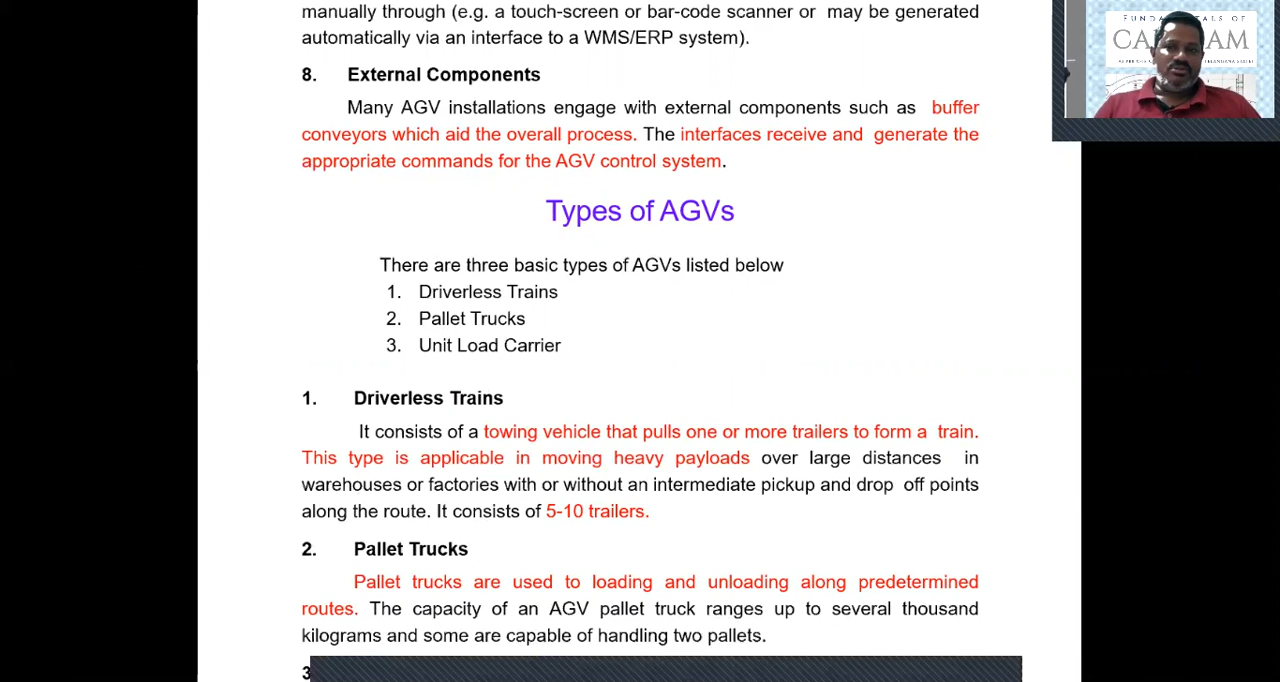 manually through (e.g. a touch-screen or bar-code scanner or may be generated
automatically via an interface to a WMS/ERP system).
8. External Components
Many AGV installations engage with external components such as buffer
conveyors which aid the overall process. The interfaces receive and generate the
appropriate commands for the AGV control system.
Types of AGVs
There are three basic types of AGVs listed below
1. Driverless Trains
2. Pallet Trucks
3. Unit Load Carrier
1. Driverless Trains
It consists of a towing vehicle that pulls one or more trailers to form a train.
This type is applicable in moving heavy payloads over large distances in
warehouses or factories with or without an intermediate pickup and drop off points
along the route. It consists of 5-10 trailers.
2. Pallet Trucks
Pallet trucks are used to loading and unloading along predetermined
routes. The capacity of an AGV pallet truck ranges up to several thousand
kilograms and some are capable of handling two pallets.
3